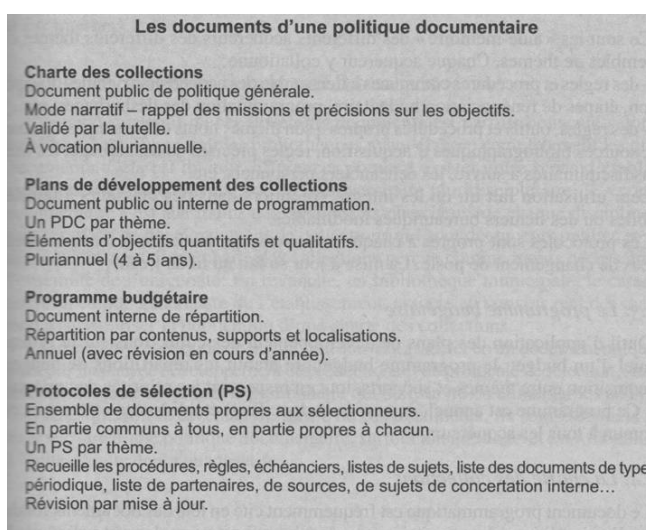 Les documents d'une politique documentaire
Charte des collections
Document public de politique générale.
Mode narratif – rappel des missions et précisions sur les objectifs.
Validé par la tutelle.
À vocation pluriannuelle.
Plans de développement des collections
Document public ou interne de programmation.
Un PDC par thème.
Éléments d'objectifs quantitatifs et qualitatifs.
Pluriannuel (4 à 5 ans).
Programme budgétaire
Document interne de répartition.
Répartition par contenus, supports et localisations.
Annuel (avec révision en cours d'année).
Protocoles de sélection (PS)
Ensemble de documents propres aux sélectionneurs.
En partie communs à tous, en partie propres à chacun.
Un PS par thème.
Recueille les procédures, règles, échéanciers, listes de sujets, liste des documents de type
périodique, liste de partenaires, de sources, de sujets de concertation interne…
Révision par mise à jour.